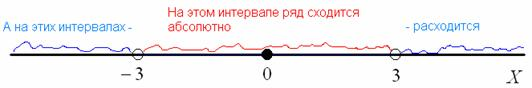 На этом интервале ряд сходится
абсолютно
А на этих интервалах - - расходится
-3 0 3 X